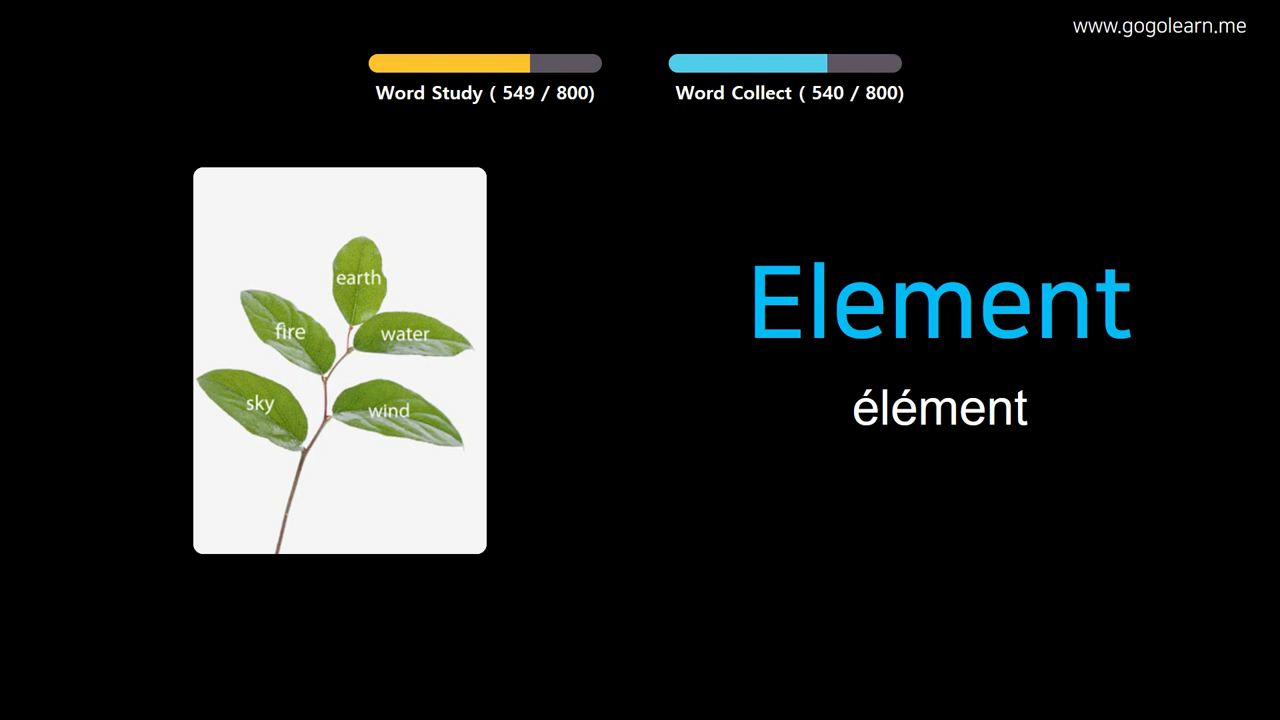 www.gogolearn.me
Word Study ( 549 / 800)
Word Collect ( 540 / 800)
earth
fire
water
sky
wind
Element
élément